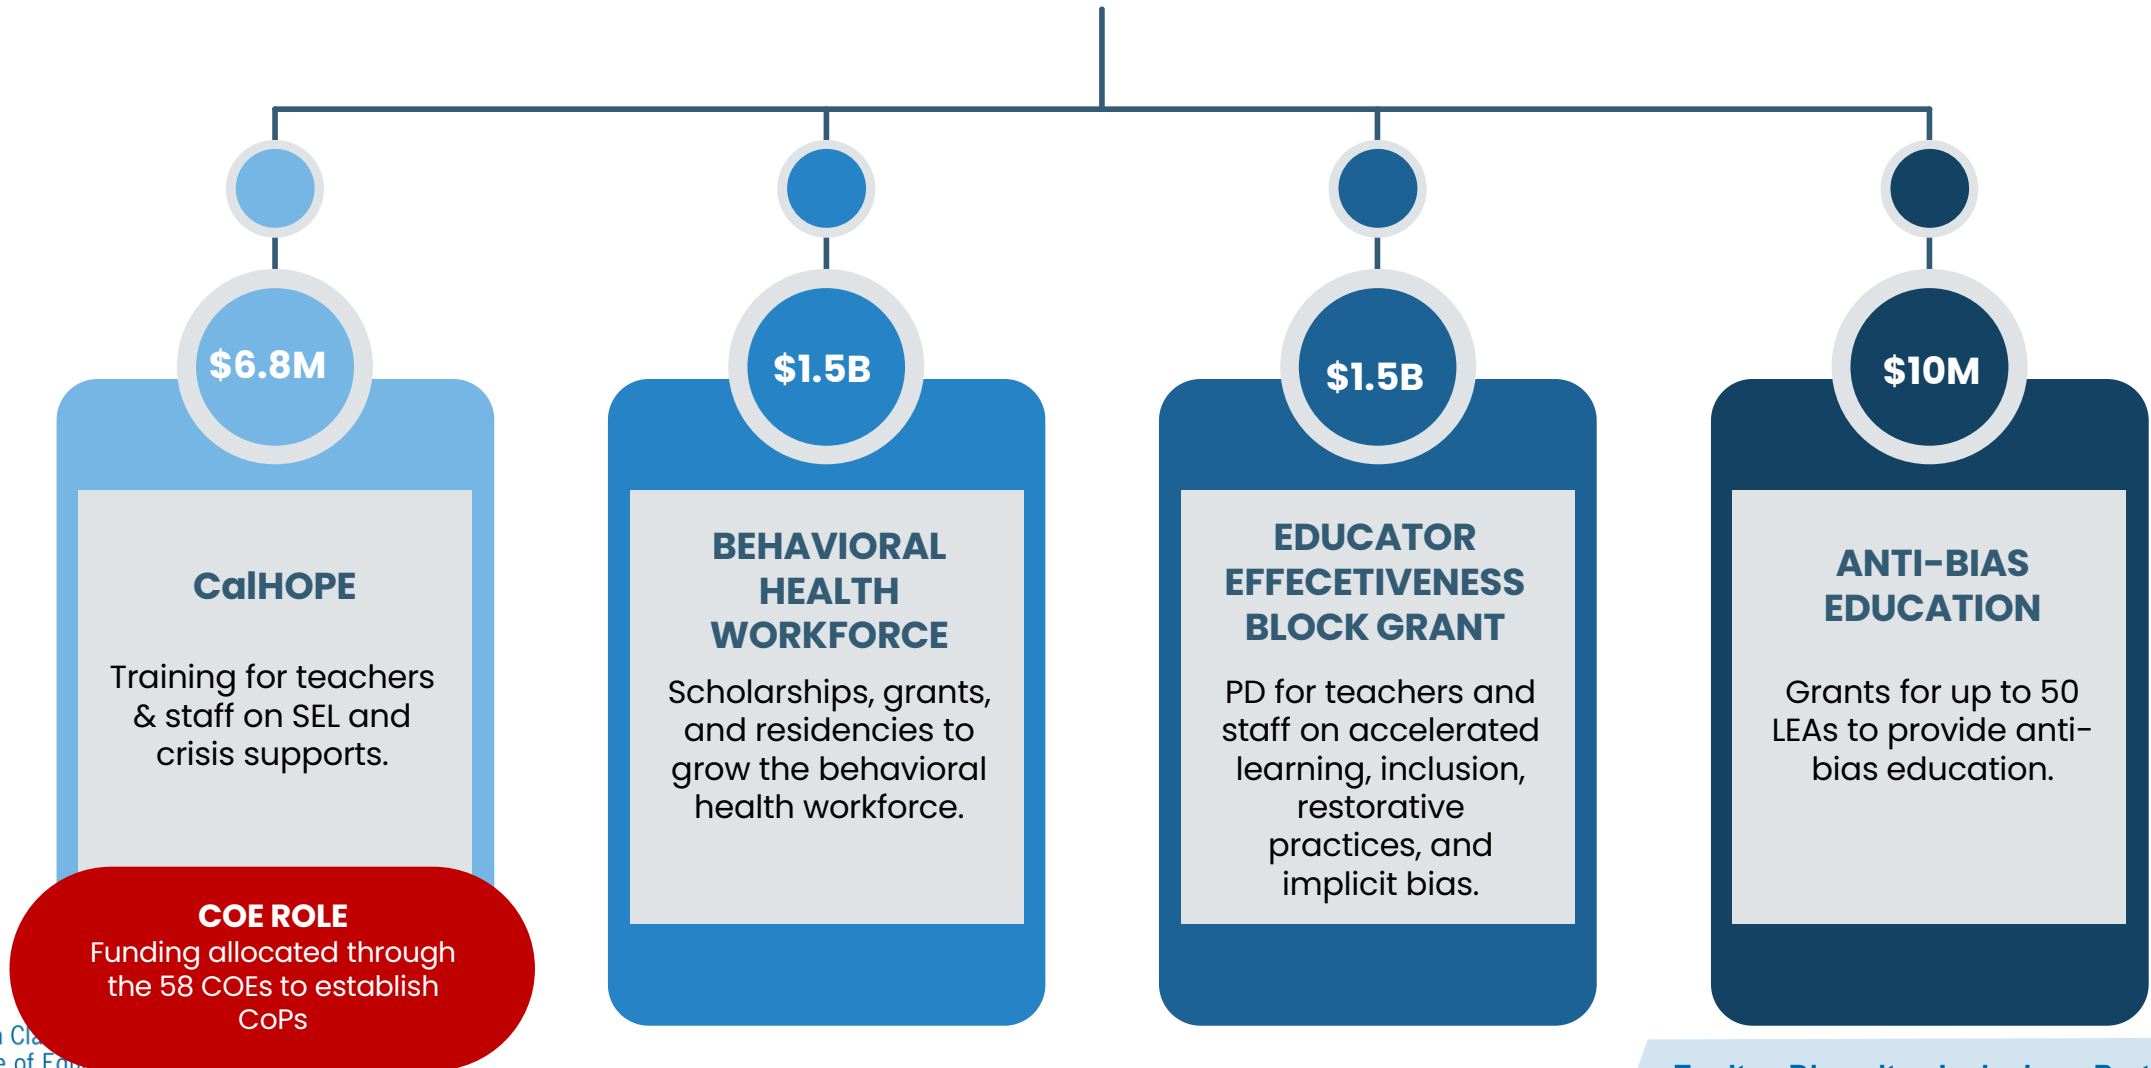 $6.8M
CalHOPE
Training for teachers
& staff on SEL and
crisis supports.
COE ROLE
Funding allocated through
the 58 COEs to establish
CoPs
$1.5B
BEHAVIORAL
HEALTH
WORKFORCE
Scholarships, grants,
and residencies to
grow the behavioral
health workforce.
$1.5B
EDUCATOR
EFFECETIVENESS
BLOCK GRANT
PD for teachers and
staff on accelerated
learning, inclusion,
restorative
practices, and
implicit bias.
$10M
ANTI-BIAS
EDUCATION
Grants for up to 50
LEAs to provide anti-
bias education.
of